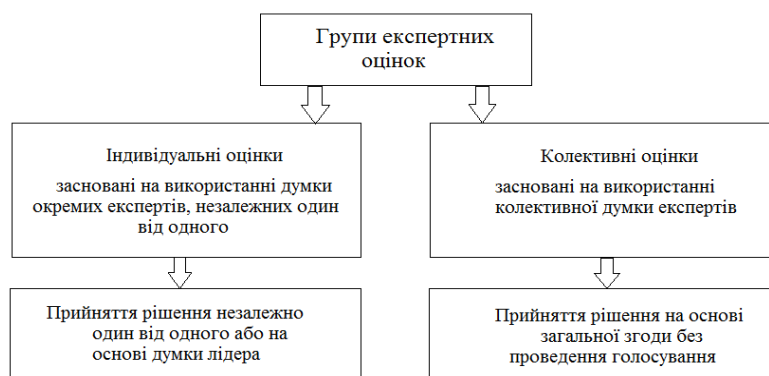 Групи експертних
оцінок
Індивідуальні оцінки
засновані на використанні думки
окремих експертів, незалежних один
від одного
Колективні оцінки
засновані на використанні
колективної думки експертів
Прийняття рішення незалежно
один від одного або на
основі думки лідера
Прийняття рішення на основі
загальної згоди без
проведення голосування